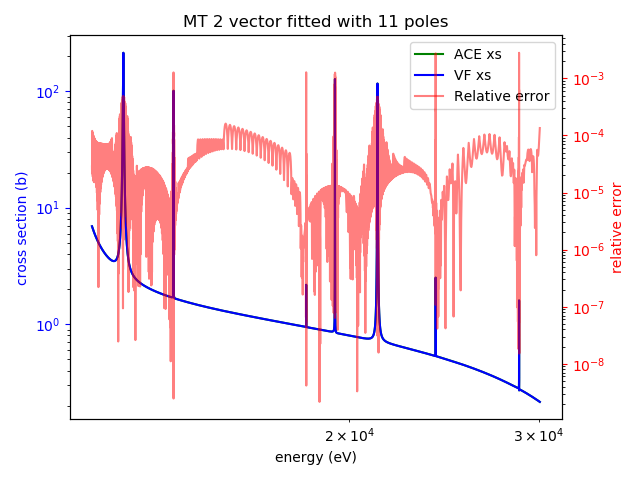 MT 2 vector fitted with 11 poles
ACE xs
VF xs
Relative error
cross section (b)
10²
10¹
10⁰
relative error
10⁻³
10⁻⁴
10⁻⁵
10⁻⁶
10⁻⁷
10⁻⁸
2 × 10⁴
3 × 10⁴
energy (eV)